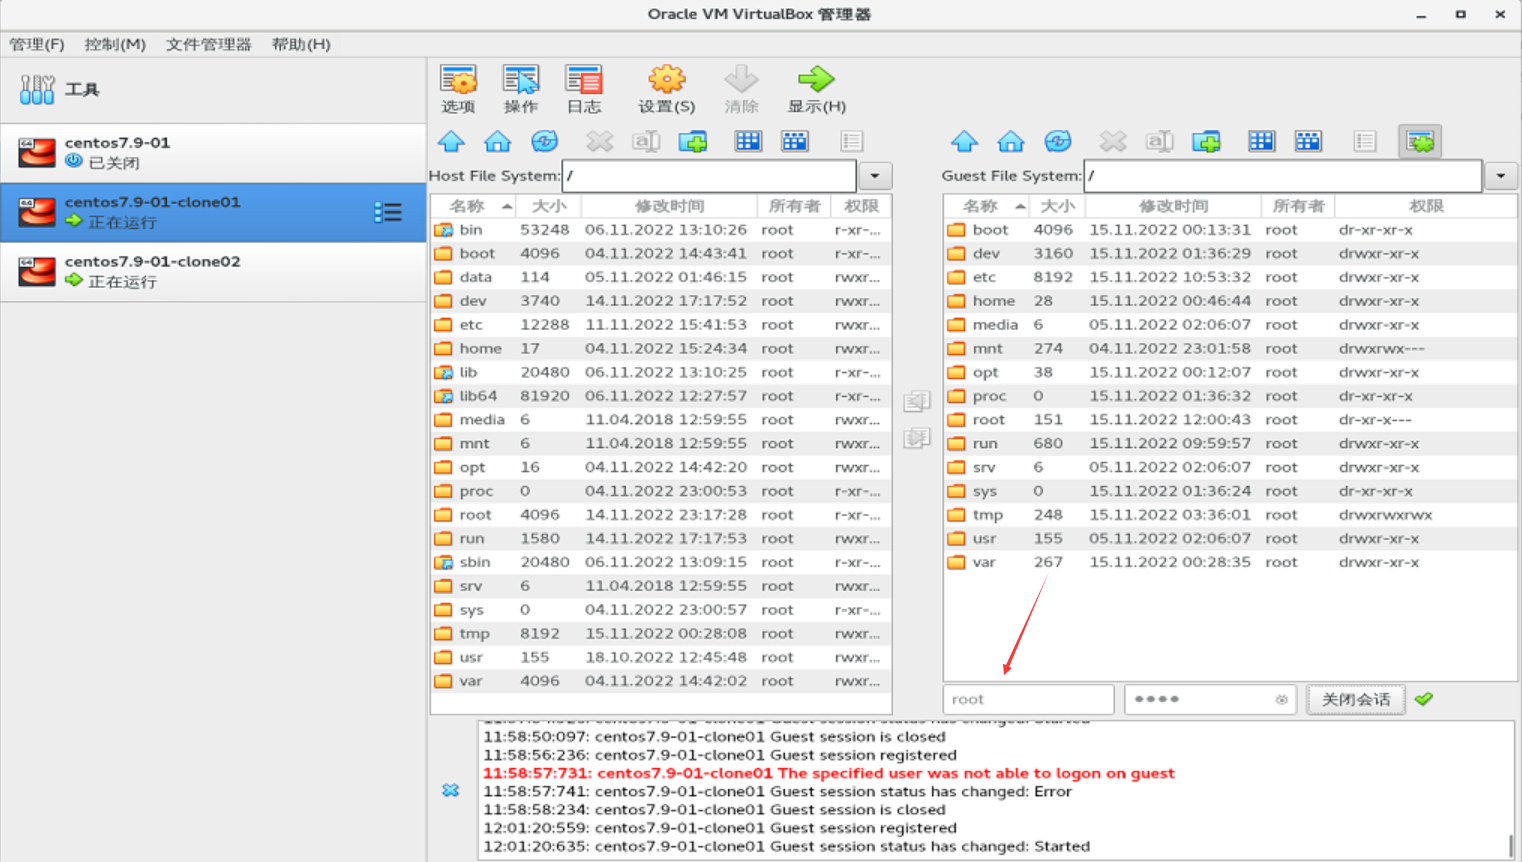 Oracle VM VirtualBox 管理器
管理(F) 控制(M) 文件管理器 帮助(H)
工具
centos7.9-01
已关闭
centos7.9-01-clone01
正在运行
centos7.9-01-clone02
正在运行
选项 操作 日志 设置(S) 清除 显示(H)
Host File System: /
名称 大小 修改时间 所有者 权限
bin 53248 06.11.2022 13:10:26 root r-xr-...
boot 4096 04.11.2022 14:43:41 root r-xr-...
data 114 05.11.2022 01:46:15 root rwxr...
dev 3740 14.11.2022 17:17:52 root rwxr...
etc 12288 11.11.2022 15:41:53 root rwxr...
home 17 04.11.2022 15:24:34 root rwxr...
lib 20480 06.11.2022 13:10:25 root r-xr-...
lib64 81920 06.11.2022 12:27:57 root r-xr-...
media 6 11.04.2018 12:59:55 root rwxr...
mnt 6 11.04.2018 12:59:55 root rwxr...
opt 16 04.11.2022 14:42:20 root rwxr...
proc 0 04.11.2022 23:00:53 root r-xr-...
root 4096 14.11.2022 23:17:28 root r-xr-...
run 1580 14.11.2022 17:17:53 root rwxr...
sbin 20480 06.11.2022 13:09:15 root r-xr-...
srv 6 11.04.2018 12:59:55 root rwxr...
sys 0 04.11.2022 23:00:57 root r-xr-...
tmp 8192 15.11.2022 00:28:08 root rwxr...
usr 155 18.10.2022 12:45:48 root rwxr...
var 4096 04.11.2022 14:42:02 root rwxr...
Guest File System: /
名称 大小 修改时间 所有者 权限
boot 4096 15.11.2022 00:13:31 root dr-xr-xr-x
dev 3160 15.11.2022 01:36:29 root drwxr-xr-x
etc 8192 15.11.2022 10:53:32 root drwxr-xr-x
home 28 15.11.2022 00:46:44 root drwxr-xr-x
media 6 05.11.2022 02:06:07 root drwxr-xr-x
mnt 274 04.11.2022 23:01:58 root drwxrwx---
opt 38 15.11.2022 00:12:07 root drwxr-xr-x
proc 0 15.11.2022 01:36:32 root dr-xr-xr-x
root 151 15.11.2022 12:00:43 root dr-xr-x---
run 680 15.11.2022 09:59:57 root drwxr-xr-x
srv 6 05.11.2022 02:06:07 root drwxr-xr-x
sys 0 15.11.2022 01:36:24 root dr-xr-xr-x
tmp 248 15.11.2022 03:36:01 root drwxrwxrwx
usr 155 05.11.2022 02:06:07 root drwxr-xr-x
var 267 15.11.2022 00:28:35 root drwxr-xr-x
root •••• 关闭会话
centos7.9-01-clone01 Guest session status has changed: Started
11:58:50:097: centos7.9-01-clone01 Guest session is closed
11:58:56:236: centos7.9-01-clone01 Guest session registered
11:58:57:731: centos7.9-01-clone01 The specified user was not able to logon on guest
11:58:57:741: centos7.9-01-clone01 Guest session status has changed: Error
11:58:58:234: centos7.9-01-clone01 Guest session is closed
12:01:20:559: centos7.9-01-clone01 Guest session registered
12:01:20:635: centos7.9-01-clone01 Guest session status has changed: Started